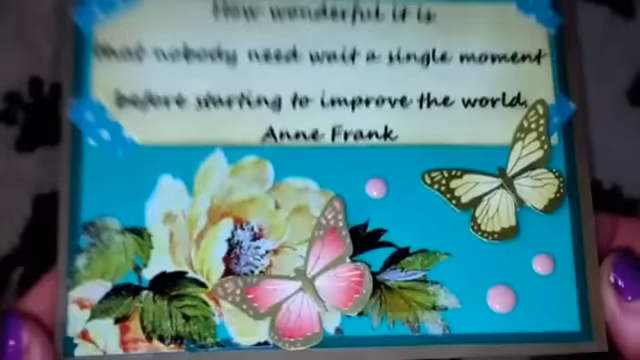 How wonderful it is
that nobody need wait a single moment
before starting to improve the world.
Anne Frank